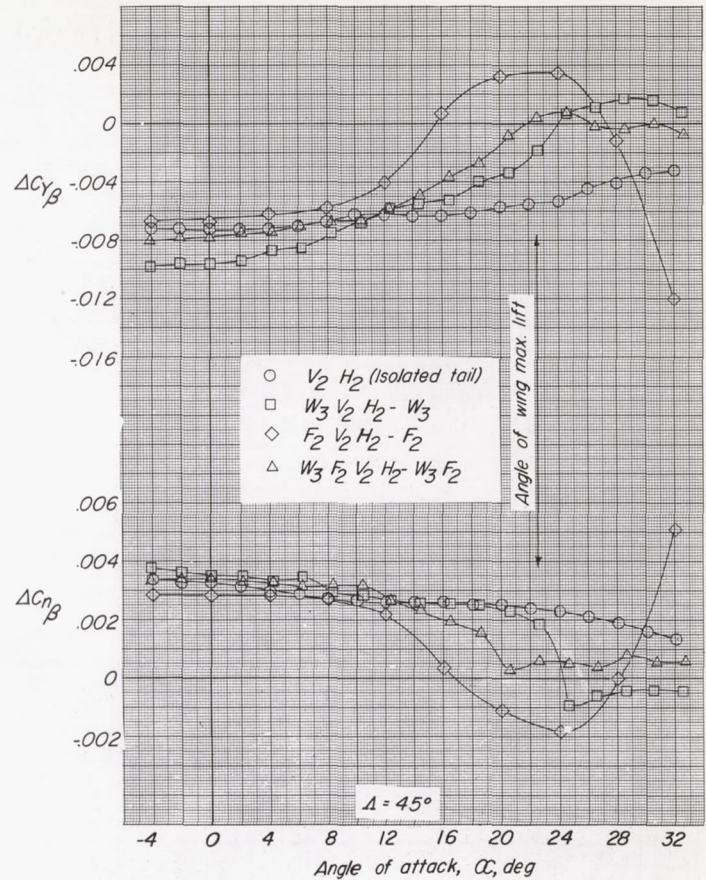 .004
0
ΔCYβ
-.004
-.008
-.012
-.016
Angle of wing max. lift
V2 H2 (Isolated tail)
W3 V2 H2 - W3
F2 V2 H2 - F2
W3 F2 V2 H2 - W3 F2
.006
.004
ΔCnβ
.002
0
-.002
Λ = 45°
-4 0 4 8 12 16 20 24 28 32
Angle of attack, α, deg